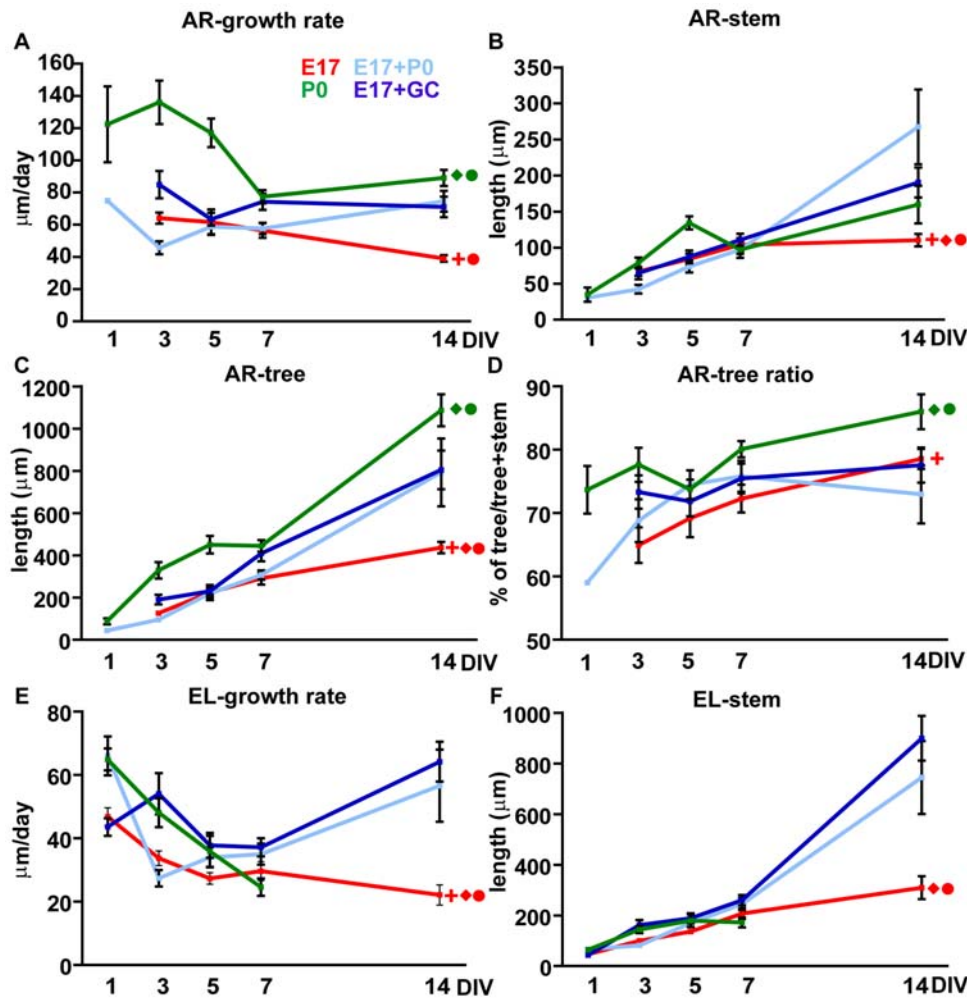 A AR-growth rate
E17 E17+P0
P0 E17+GC
160
140
120
100
80
60
40
20
0
μm/day
1 3 5 7 14 DIV
B AR-stem
350
300
250
200
150
100
50
0
length (μm)
1 3 5 7 14 DIV
C AR-tree
1200
1000
800
600
400
200
0
length (μm)
1 3 5 7 14 DIV
D AR-tree ratio
90
80
70
60
50
% of tree/tree+stem
1 3 5 7 14DIV
E EL-growth rate
80
60
40
20
0
μm/day
1 3 5 7 14 DIV
F EL-stem
1000
800
600
400
200
0
length (μm)
1 3 5 7 14 DIV